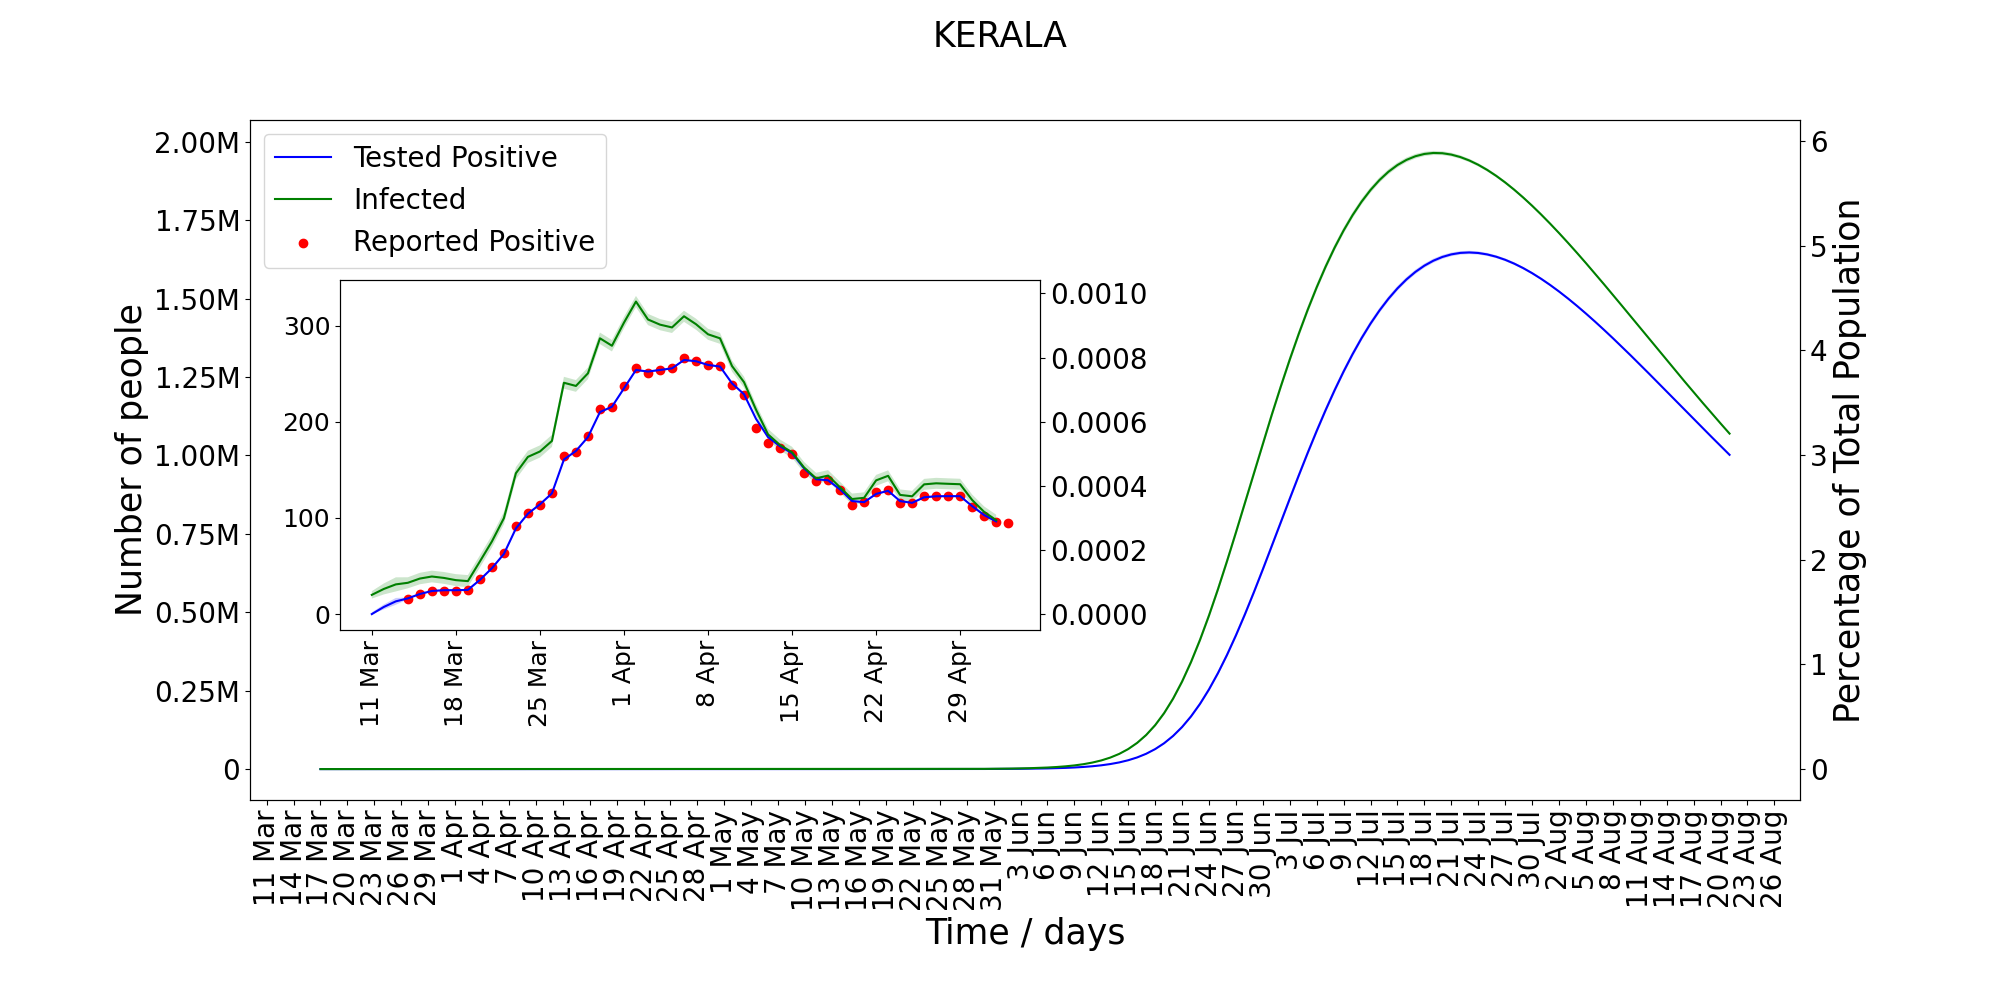 KERALA
Tested Positive
Infected
Reported Positive
Number of people
2.00M
1.75M
1.50M
1.25M
1.00M
0.75M
0.50M
0.25M
0
300
200
100
0
0.0010
0.0008
0.0006
0.0004
0.0002
0.0000
11 Mar
18 Mar
25 Mar
1 Apr
8 Apr
15 Apr
22 Apr
29 Apr
6
5
4
3
2
1
0
Percentage of Total Population
11 Mar
14 Mar
17 Mar
20 Mar
23 Mar
26 Mar
29 Mar
1 Apr
4 Apr
7 Apr
10 Apr
13 Apr
16 Apr
19 Apr
22 Apr
25 Apr
28 Apr
1 May
4 May
7 May
10 May
13 May
16 May
19 May
22 May
25 May
28 May
31 May
3 Jun
6 Jun
9 Jun
12 Jun
15 Jun
18 Jun
21 Jun
24 Jun
27 Jun
30 Jun
3 Jul
6 Jul
9 Jul
12 Jul
15 Jul
18 Jul
21 Jul
24 Jul
27 Jul
30 Jul
2 Aug
5 Aug
8 Aug
11 Aug
14 Aug
17 Aug
20 Aug
23 Aug
26 Aug
Time / days